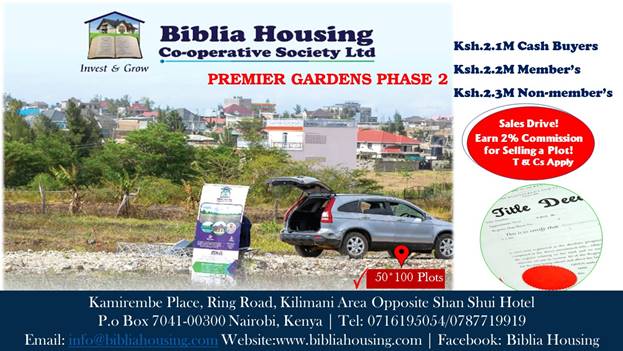 Biblia Housing
Co-operative Society Ltd
Invest & Grow
PREMIER GARDENS PHASE 2
Ksh.2.1M Cash Buyers
Ksh.2.2M Member's
Ksh.2.3M Non-member's
Sales Drive!
Earn 2% Commission
for Selling a Plot!
T & Cs Apply
Title Deed
50*100 Plots
Kamirembe Place, Ring Road, Kilimani Area Opposite Shan Shui Hotel
P.o Box 7041-00300 Nairobi, Kenya | Tel: 0716195054/0787719919
Email: info@bibliahousing.com Website:www.bibliahousing.com | Facebook: Biblia Housing